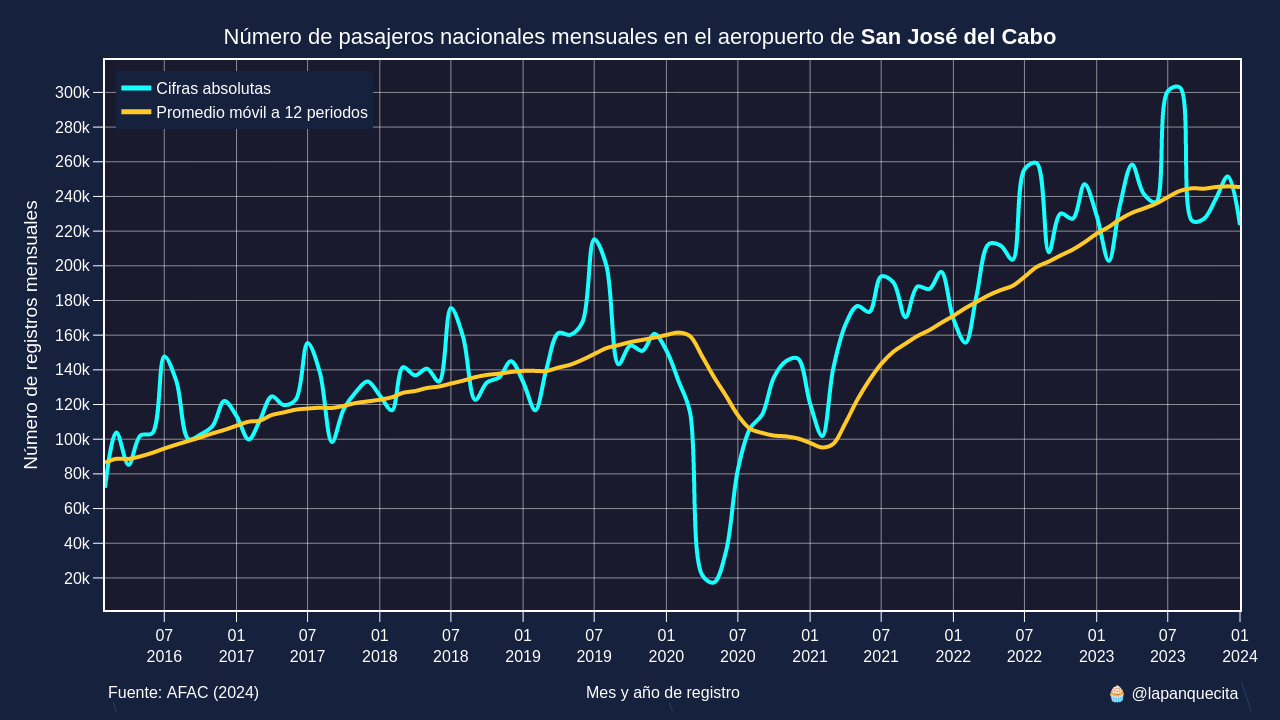 Número de pasajeros nacionales mensuales en el aeropuerto de San José del Cabo
Cifras absolutas
Promedio móvil a 12 periodos
Número de registros mensuales
300k
280k
260k
240k
220k
200k
180k
160k
140k
120k
100k
80k
60k
40k
20k
07 01 07 01 07 01 07 01 07 01 07 01 07 01 07 01
2016 2017 2017 2018 2018 2019 2019 2020 2020 2021 2021 2022 2022 2023 2023 2024
Fuente: AFAC (2024) Mes y año de registro 🧁 @lapanquecita